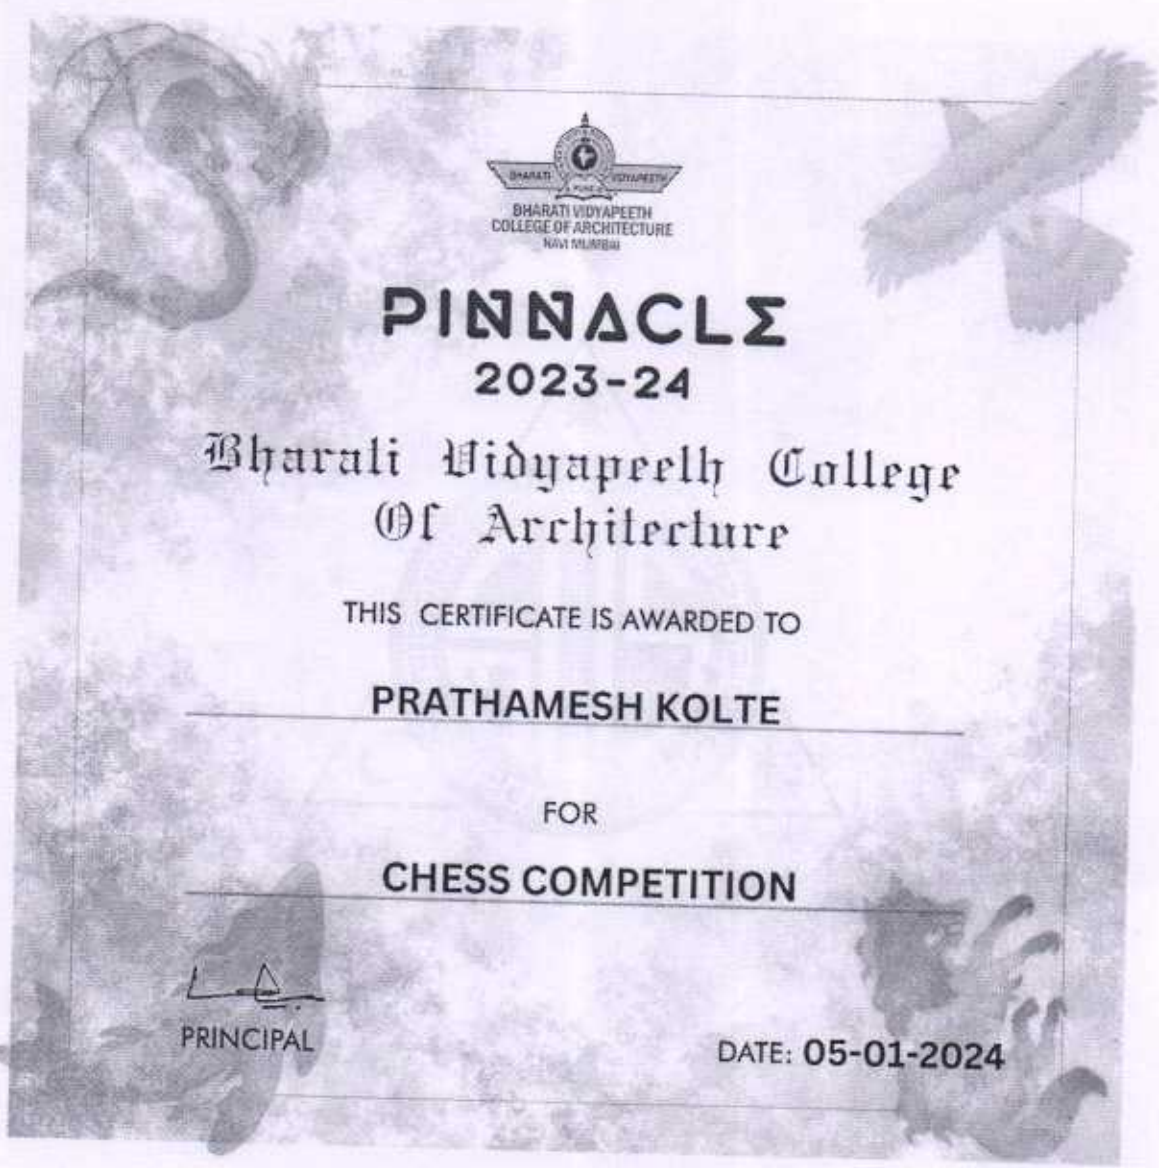 BHARATI VIDYAPEETH
PUNE
BHARATI VIDYAPEETH
COLLEGE OF ARCHITECTURE
NAVI MUMBAI
PINNACLE
2023-24
Bharati Vidyapeeth College
Of Architecture
THIS CERTIFICATE IS AWARDED TO
PRATHAMESH KOLTE
FOR
CHESS COMPETITION
PRINCIPAL
DATE: 05-01-2024